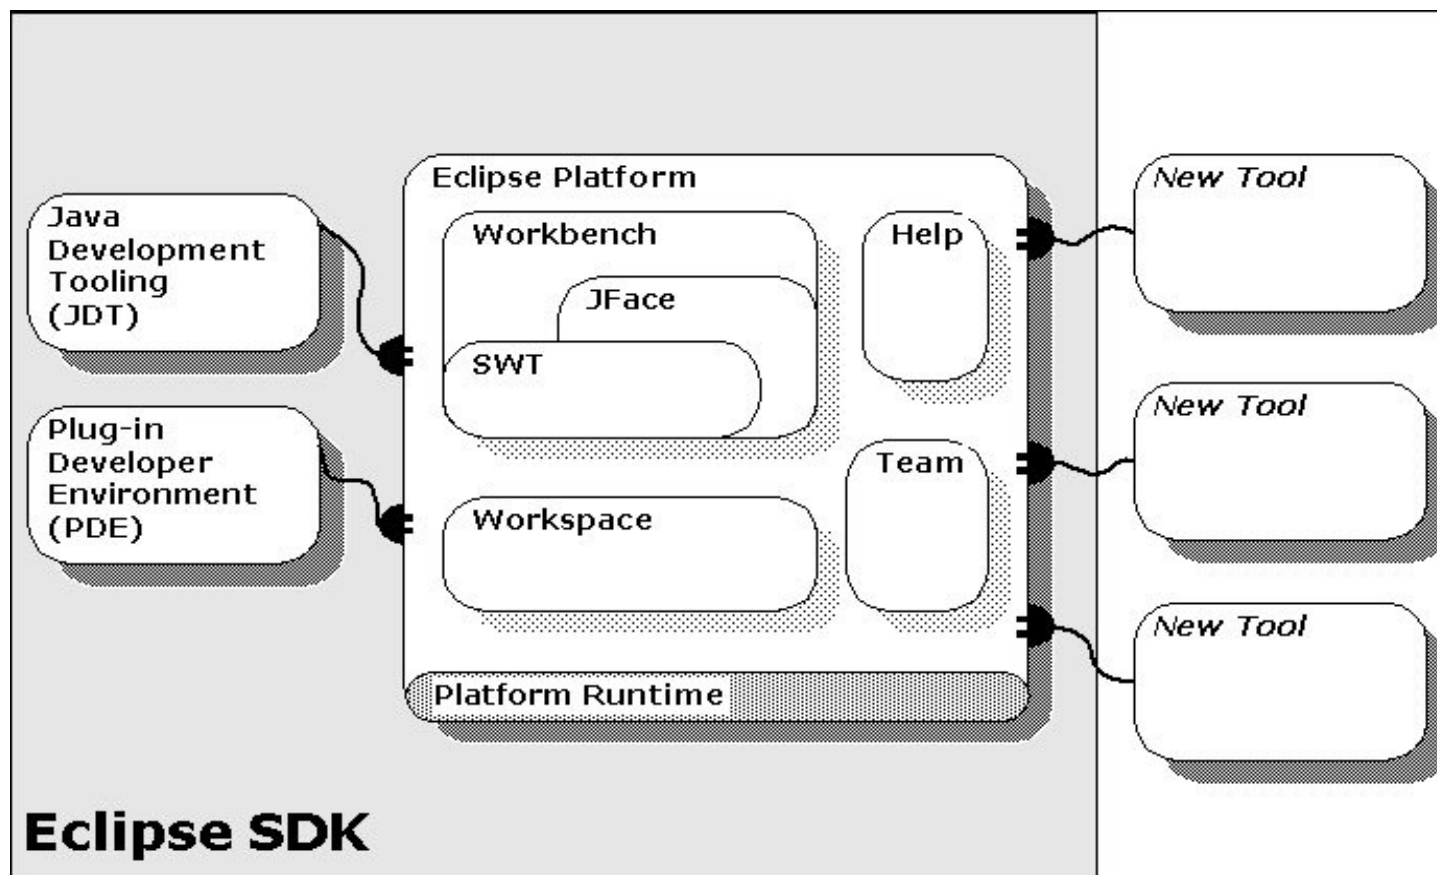 Eclipse Platform
Workbench
JFace
SWT
Help
Team
Workspace
Platform Runtime
Java
Development
Tooling
(JDT)
Plug-in
Developer
Environment
(PDE)
New Tool
New Tool
New Tool
Eclipse SDK